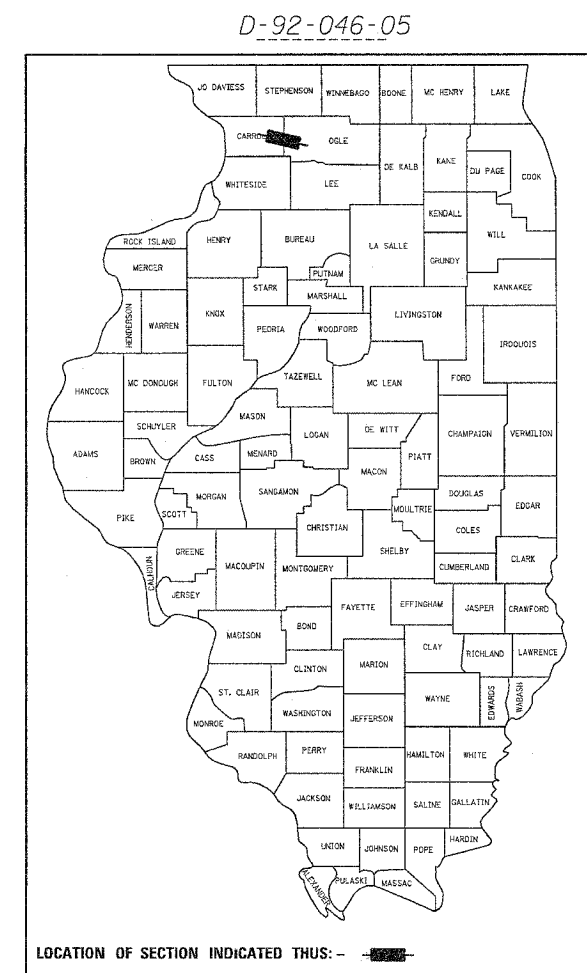 D-92-046-05
JO DAVIESS STEPHENSON WINNEBAGO BOONE MC HENRY LAKE
OGLE
WHITESIDE LEE DE KALB KANE DU PAGE COOK
KENDALL WILL
ROCK ISLAND HENRY BUREAU LA SALLE GRUNDY
MERCER PUTNAM KANKAKEE
STARK MARSHALL LIVINGSTON
HENDERSON WARREN KNOX PEORIA WOODFORD IROQUOIS
HANCOCK MC DONOUGH FULTON TAZEWELL MC LEAN FORD
SCHUYLER MASON LOGAN DE WITT CHAMPAIGN VERMILION
ADAMS BROWN CASS MENARD MACON PIATT
PIKE SCOTT MORGAN SANGAMON CHRISTIAN MOULTRIE DOUGLAS EDGAR
COLES
GREENE MACOUPIN MONTGOMERY SHELBY CUMBERLAND CLARK
CALHOUN JERSEY
MADISON BOND FAYETTE EFFINGHAM JASPER CRAWFORD
CLINTON MARION CLAY RICHLAND LAWRENCE
ST. CLAIR WASHINGTON JEFFERSON WAYNE EDWARDS WABASH
MONROE
RANDOLPH PERRY HAMILTON WHITE
FRANKLIN
JACKSON WILLIAMSON SALINE GALLATIN
UNION JOHNSON POPE HARDIN
ALEXANDER PULASKI MASSAC
LOCATION OF SECTION INDICATED THUS: -